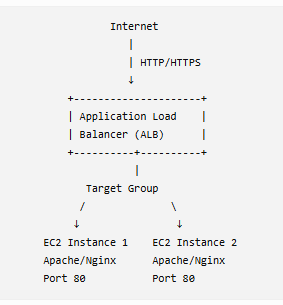 Internet
HTTP/HTTPS
Application Load
Balancer (ALB)
Target Group
EC2 Instance 1 EC2 Instance 2
Apache/Nginx Apache/Nginx
Port 80 Port 80